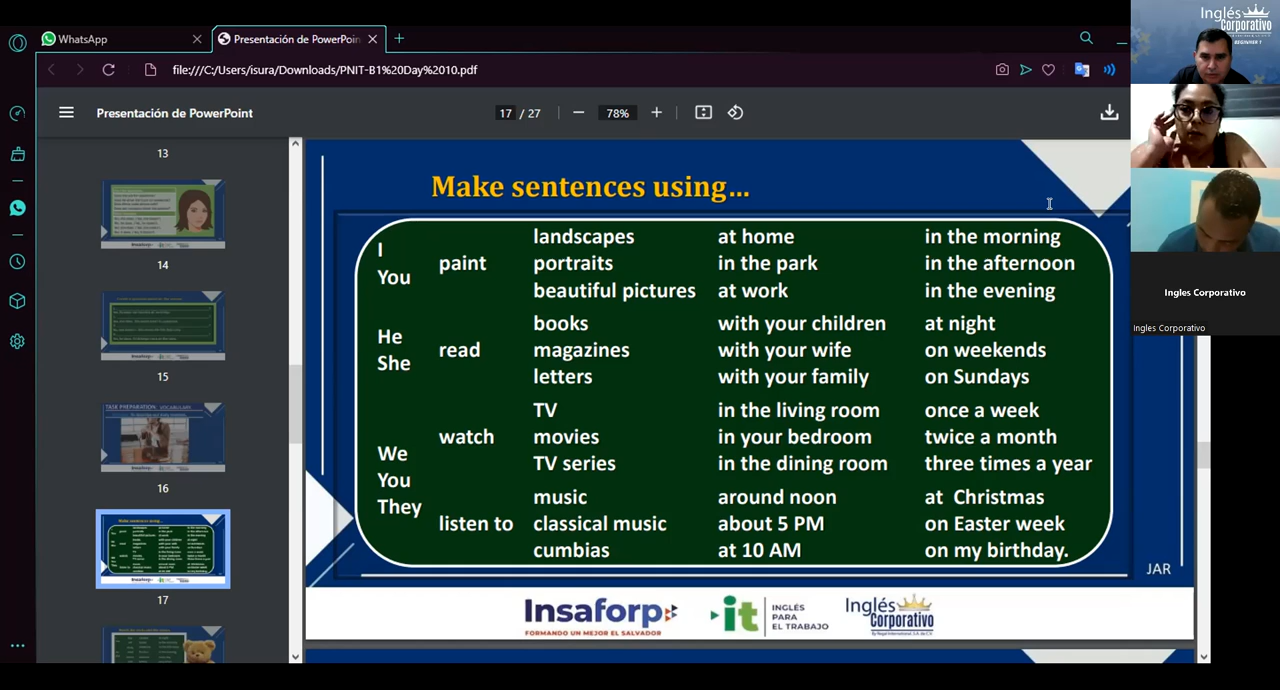 WhatsApp
Presentación de PowerPoin
file:///C:/Users/isura/Downloads/PNIT-B1%20Day%2010.pdf
Presentación de PowerPoint
17 / 27
78%
13
14
15
TASK PREPARATION
16
17
Make sentences using...
I
You
He
She
We
You
They
paint
read
watch
listen to
landscapes
portraits
beautiful pictures
books
magazines
letters
TV
movies
TV series
music
classical music
cumbias
at home
in the park
at work
with your children
with your wife
with your family
in the living room
in your bedroom
in the dining room
around noon
about 5 PM
at 10 AM
in the morning
in the afternoon
in the evening
at night
on weekends
on Sundays
once a week
twice a month
three times a year
at Christmas
on Easter week
on my birthday.
JAR
Insaforp
FORMANDO UN MEJOR EL SALVADOR
it
INGLÉS
PARA
EL TRABAJO
Inglés
Corporativo
Inglés
Corporativo
BEGINNER 1
Ingles Corporativo
Ingles Corporativo